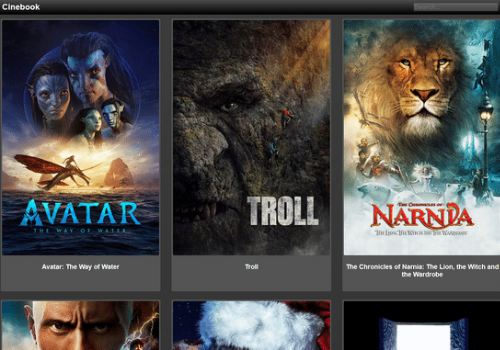 Cinebook
Search...
AVATAR
THE WAY OF WATER
TROLL
THE CHRONICLES OF
NARNIA
THE LION, THE WITCH AND THE WARDROBE
Avatar: The Way of Water
Troll
The Chronicles of Narnia: The Lion, the Witch and
the Wardrobe